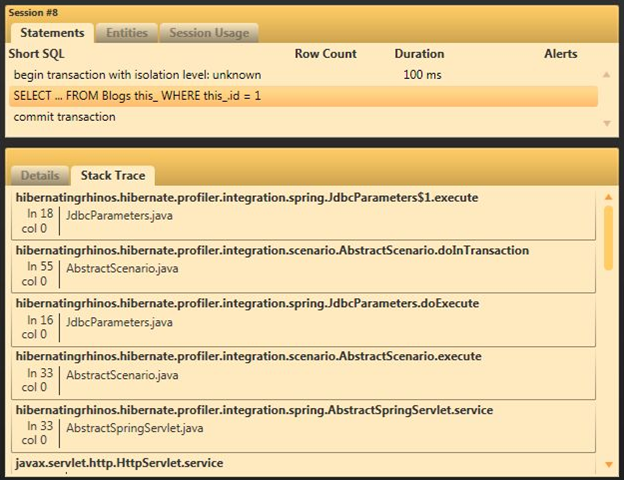 Session #8
Statements Entities Session Usage
Short SQL Row Count Duration Alerts
begin transaction with isolation level: unknown 100 ms
SELECT ... FROM Blogs this_ WHERE this_.id = 1
commit transaction
Details Stack Trace
hibernatingrhinos.hibernate.profiler.integration.spring.JdbcParameters$1.execute
ln 18 JdbcParameters.java
col 0
hibernatingrhinos.hibernate.profiler.integration.scenario.AbstractScenario.doInTransaction
ln 55 AbstractScenario.java
col 0
hibernatingrhinos.hibernate.profiler.integration.spring.JdbcParameters.doExecute
ln 16 JdbcParameters.java
col 0
hibernatingrhinos.hibernate.profiler.integration.scenario.AbstractScenario.execute
ln 33 AbstractScenario.java
col 0
hibernatingrhinos.hibernate.profiler.integration.spring.AbstractSpringServlet.service
ln 33 AbstractSpringServlet.java
col 0
javax.servlet.http.HttpServlet.service